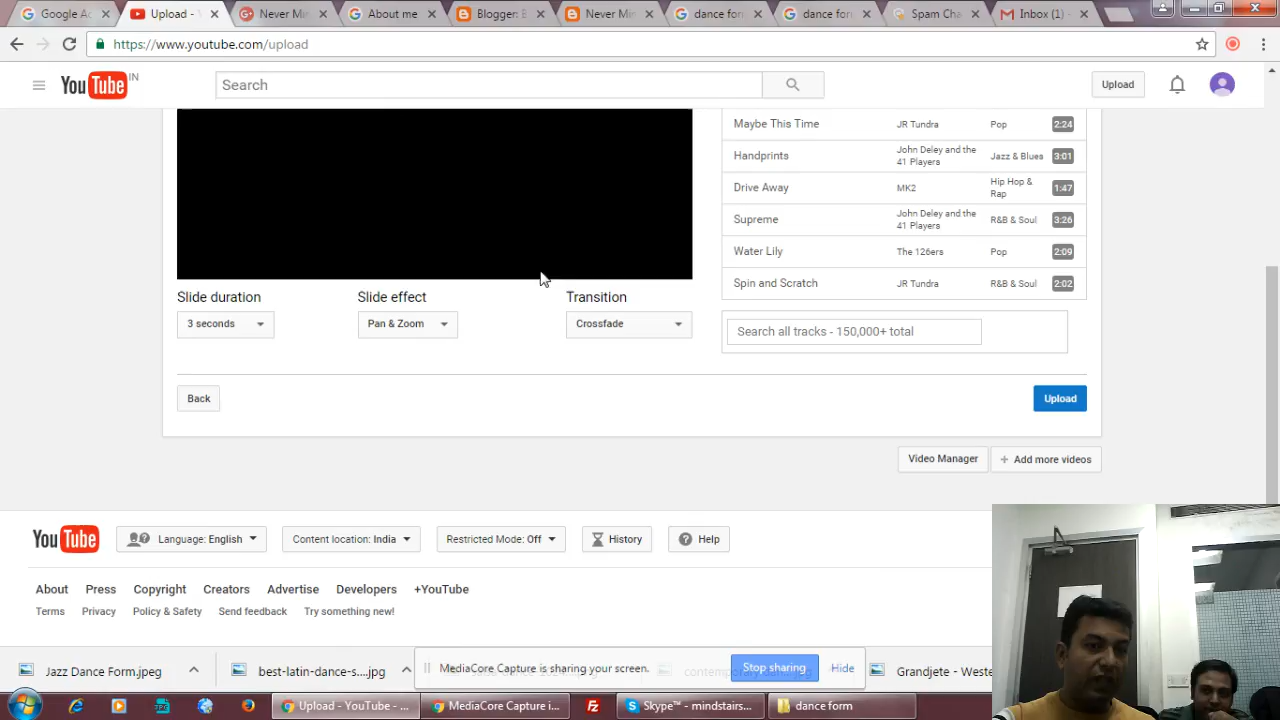 Google Ac
Upload -
Never Min
About me
Blogger: B
Never Min
dance for
dance for
Spam Cha
Inbox (1)
https://www.youtube.com/upload
YouTube IN
Search
Upload
Maybe This Time JR Tundra Pop 2:24
Handprints John Deley and the 41 Players Jazz & Blues 3:01
Drive Away MK2 Hip Hop & Rap 1:47
Supreme John Deley and the 41 Players R&B & Soul 3:26
Water Lily The 126ers Pop 2:09
Spin and Scratch JR Tundra R&B & Soul 2:02
Slide duration Slide effect Transition
3 seconds Pan & Zoom Crossfade
Search all tracks - 150,000+ total
Back Upload
Video Manager + Add more videos
YouTube Language: English Content location: India Restricted Mode: Off History Help
About Press Copyright Creators Advertise Developers +YouTube
Terms Privacy Policy & Safety Send feedback Try something new!
Jazz Dance Form.jpeg best-latin-dance-s....jpg MediaCore Capture is sharing your screen. Stop sharing Hide
Upload - YouTube - ... MediaCore Capture i... Skype™ - mindstairs... dance form